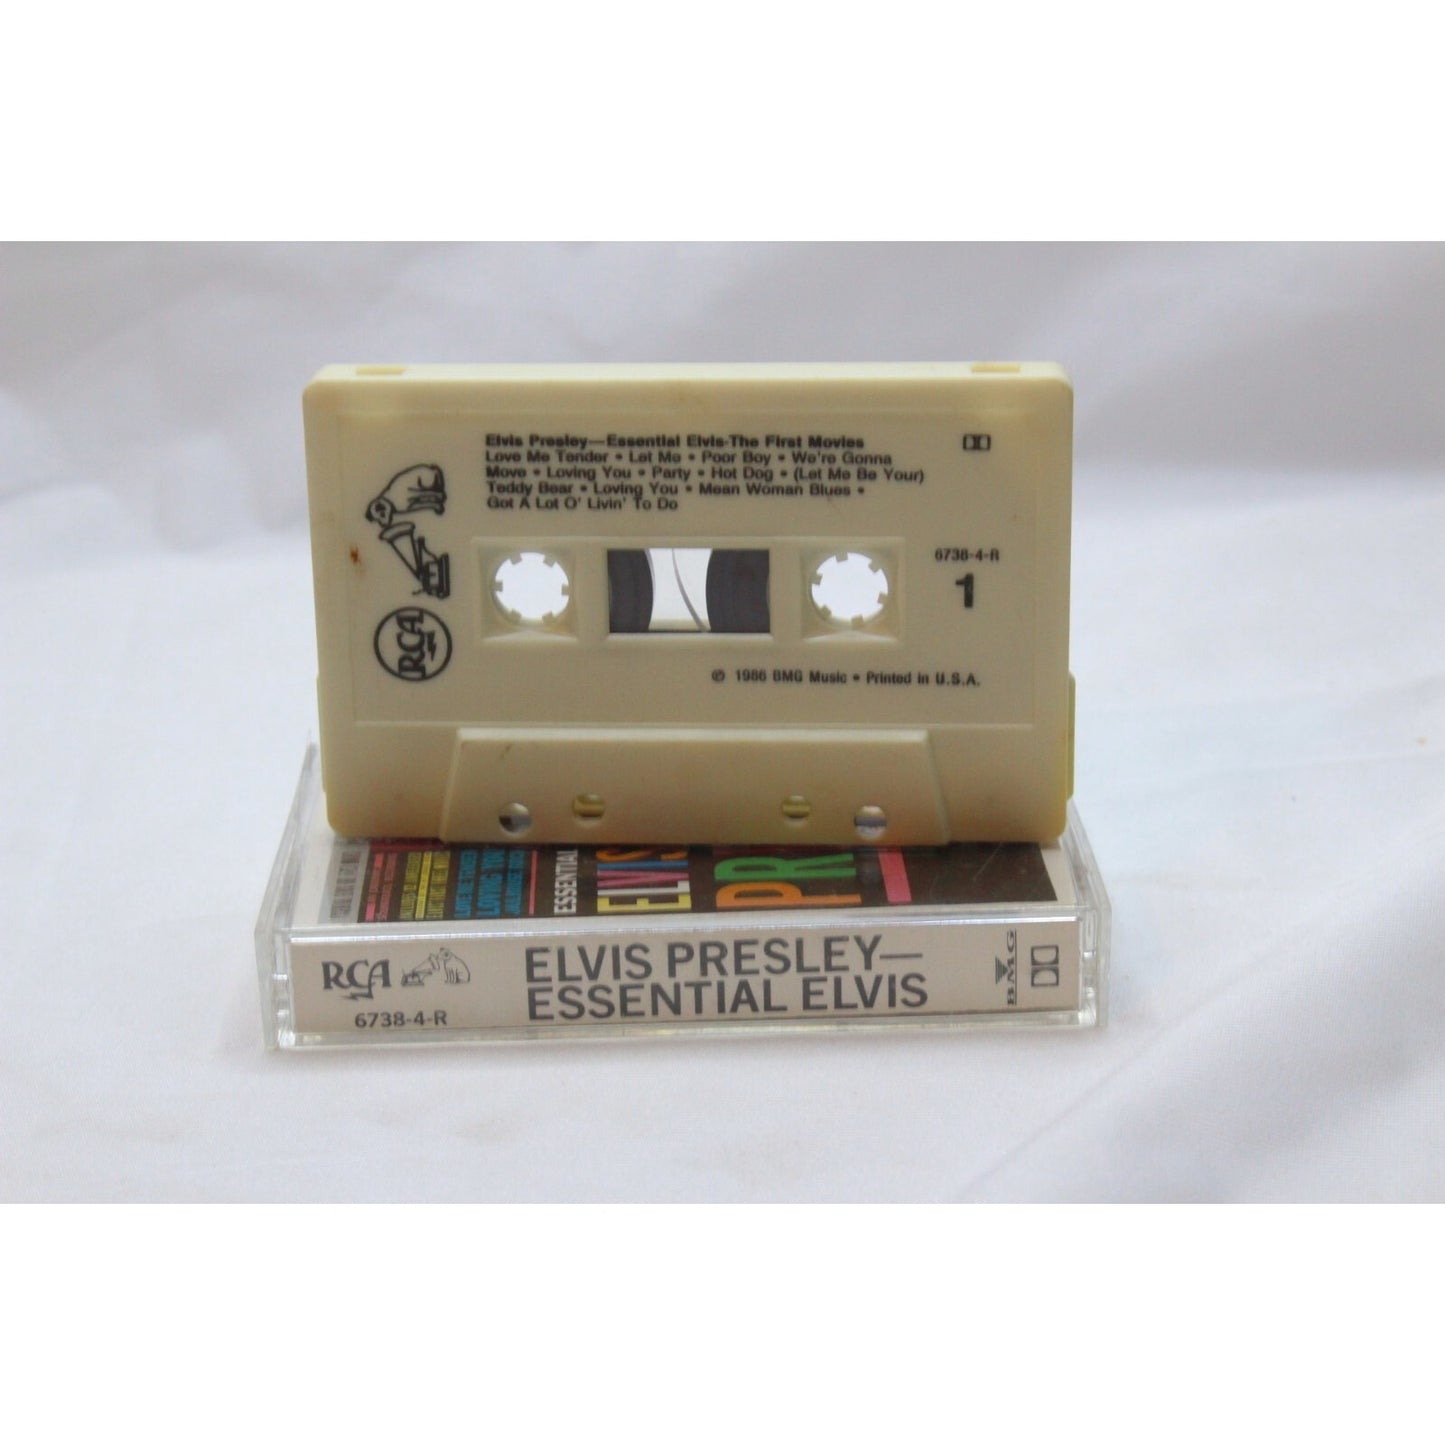 Elvis Presley—Essential Elvis-The First Movies
Love Me Tender • Let Me • Poor Boy • We're Gonna
Move • Loving You • Party • Hot Dog • (Let Me Be Your)
Teddy Bear • Loving You • Mean Woman Blues •
Got A Lot O' Livin' To Do
6738-4-R
1
RCA
℗ 1986 BMG Music • Printed in U.S.A.
ESSENTIAL
ELVIS
PR
LOVING YOU
RCA
6738-4-R
ELVIS PRESLEY—
ESSENTIAL ELVIS
BMG